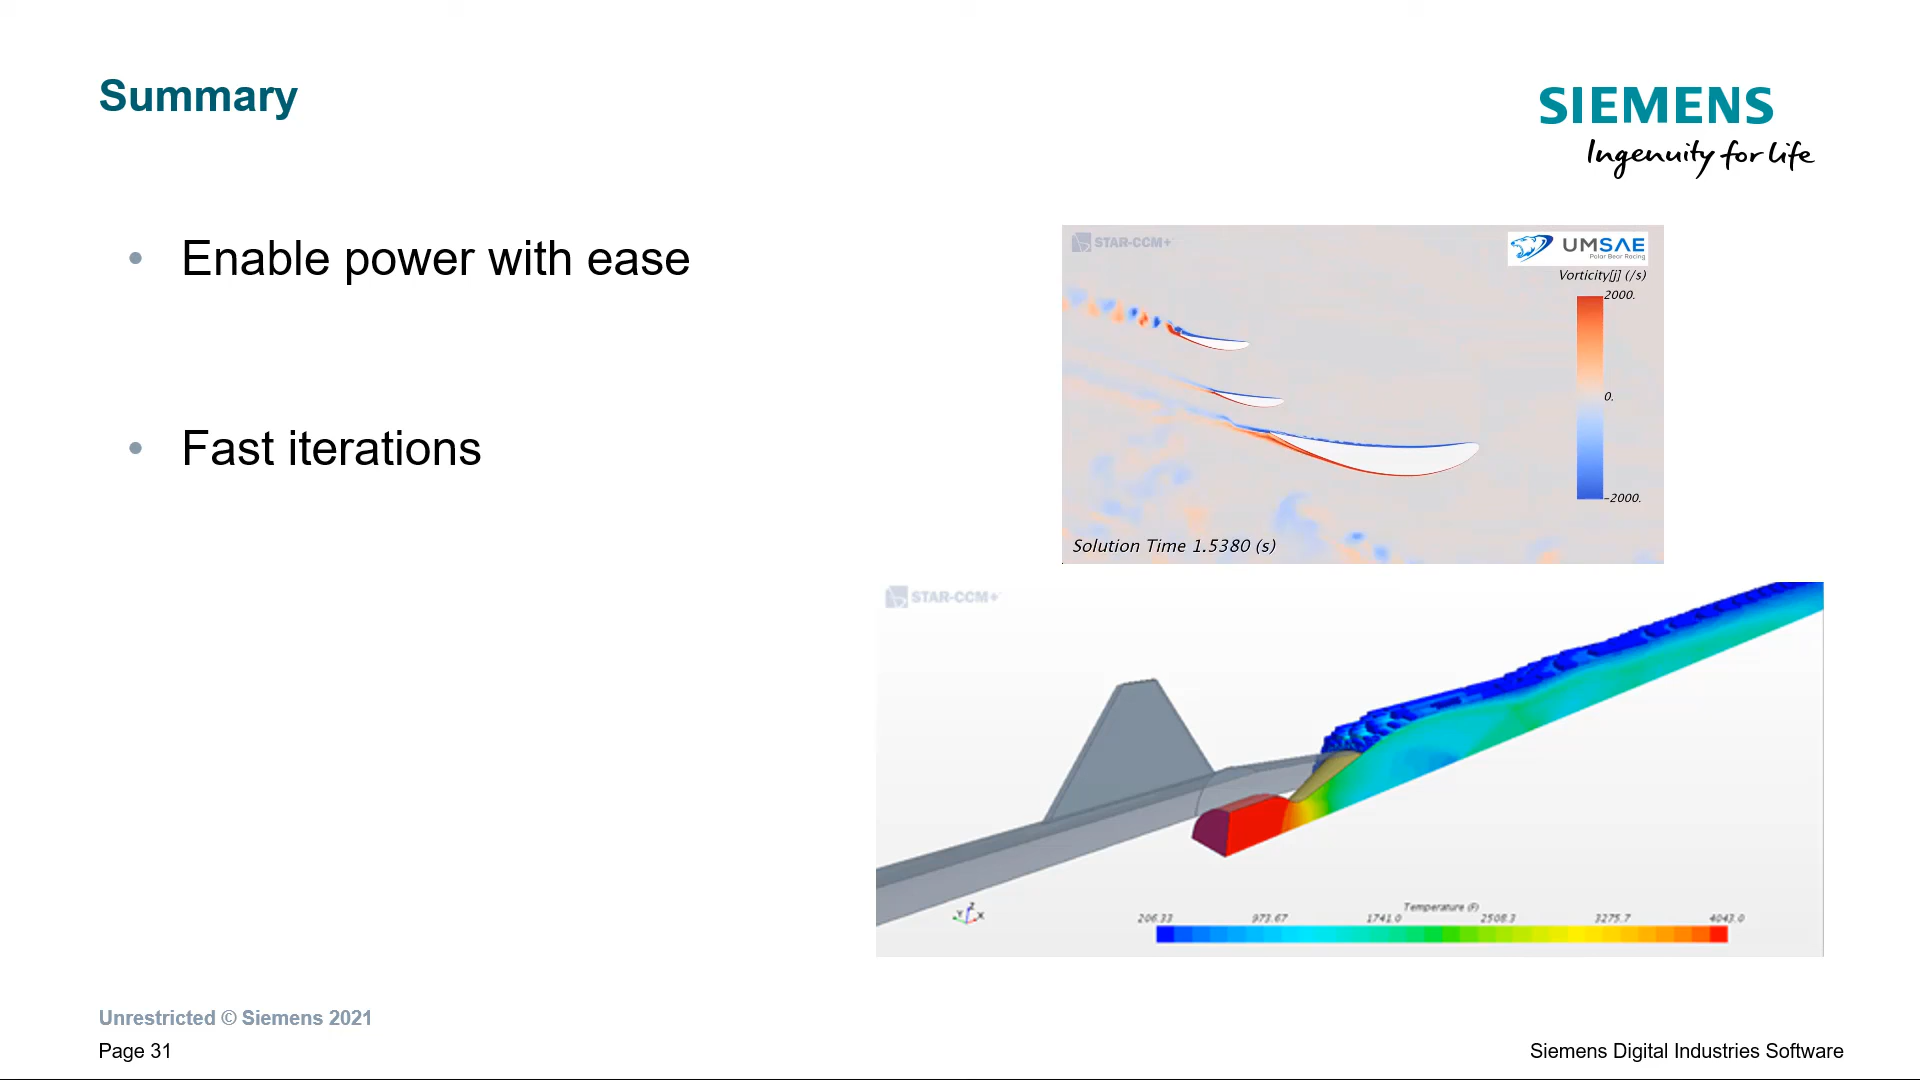 Summary
SIEMENS
Ingenuity for life
• Enable power with ease
• Fast iterations
STAR-CCM+
UMSAE
Polar Bear Racing
Vorticity[j] (/s)
2000.
0.
-2000.
Solution Time 1.5380 (s)
STAR-CCM+
Z
Y X
Temperature (F)
206.33 973.67 1741.0 2508.3 3275.7 4043.0
Unrestricted © Siemens 2021
Page 31
Siemens Digital Industries Software